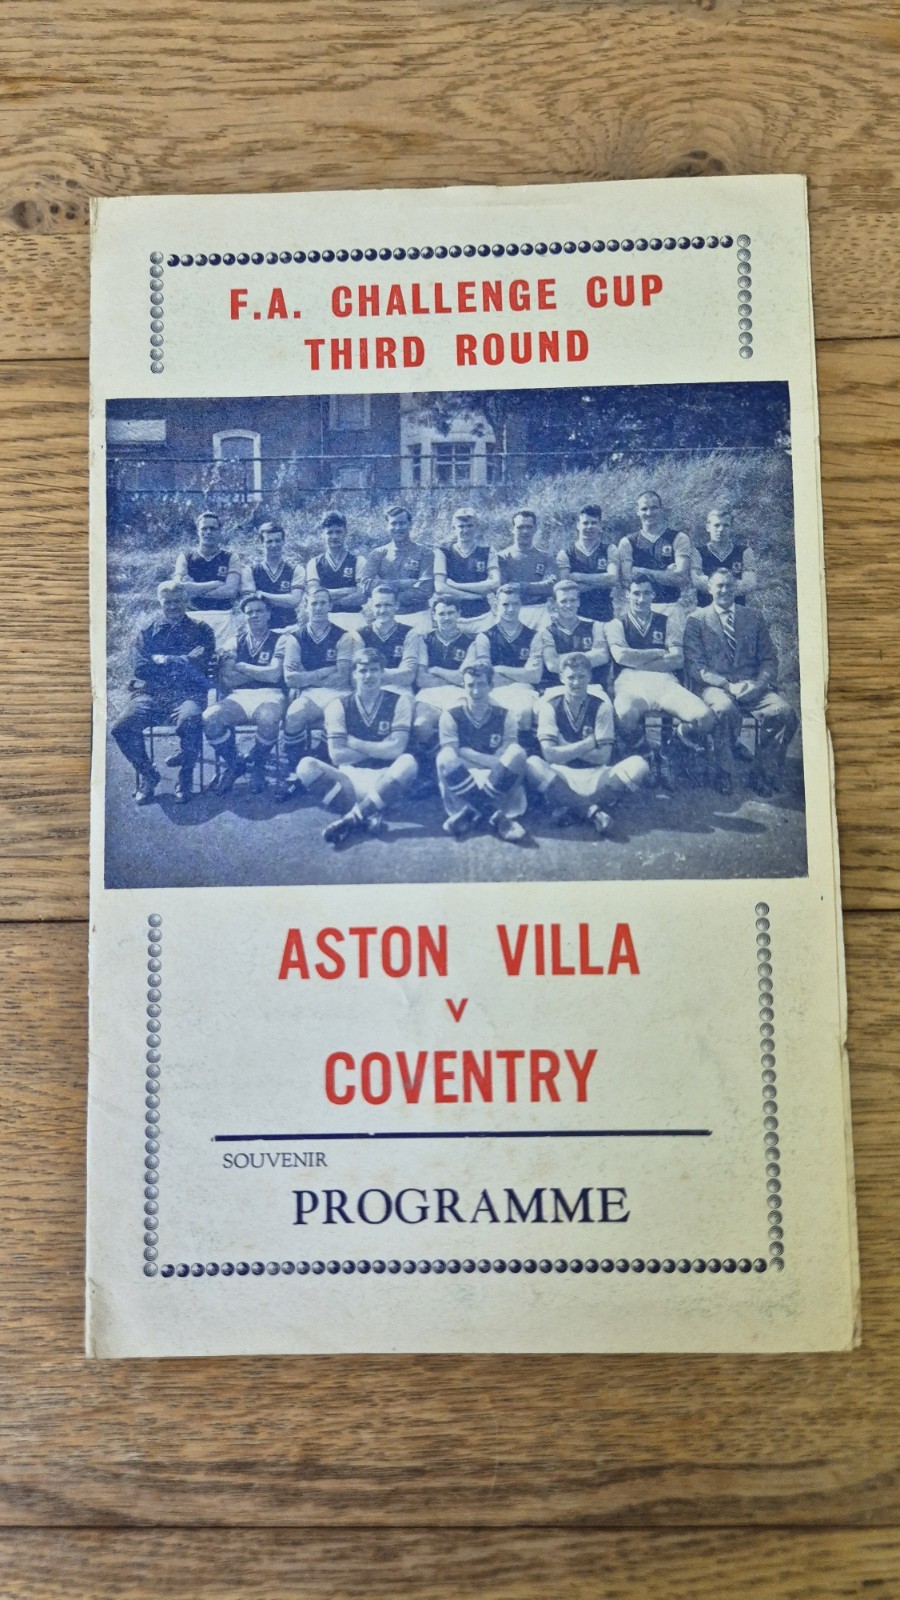 F.A. CHALLENGE CUP
THIRD ROUND
ASTON VILLA
V
COVENTRY
SOUVENIR
PROGRAMME